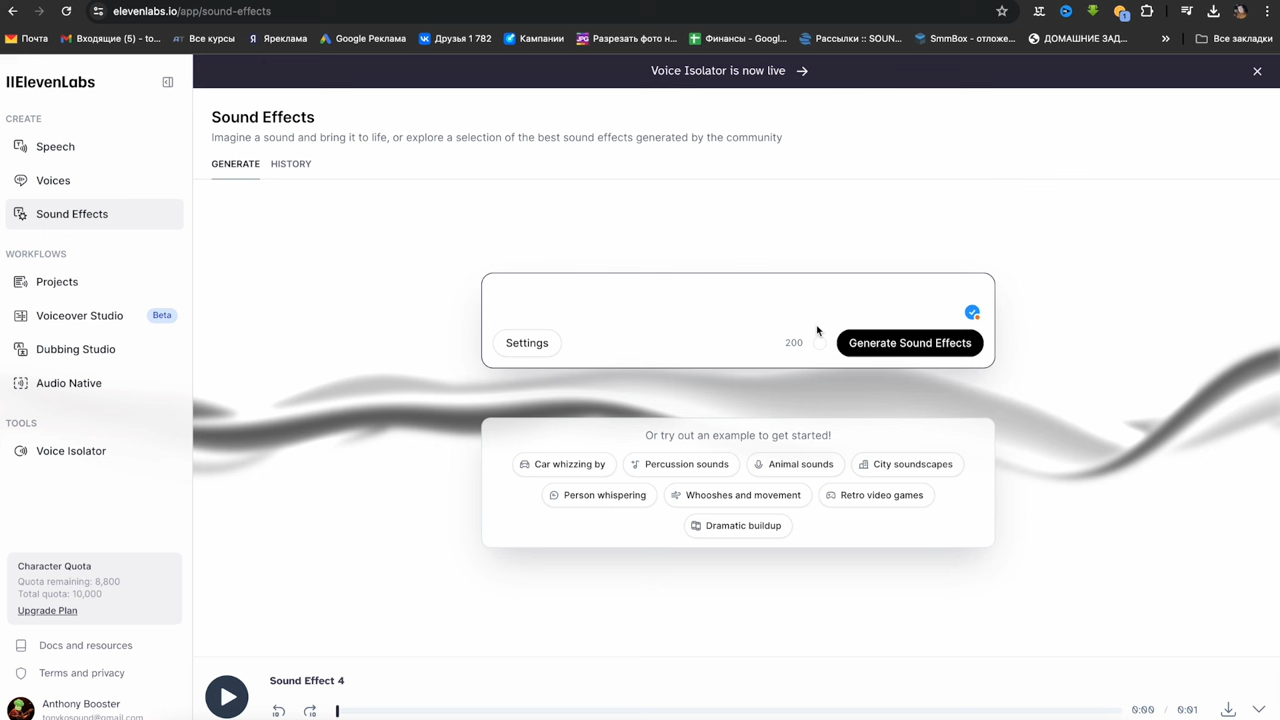 elevenlabs.io/app/sound-effects
Почта
Входящие (5) - to...
Все курсы
Яреклама
Google Реклама
Друзья 1 782
Кампании
Разрезать фото н...
Финансы - Googl...
Рассылки :: SOUN...
SmmBox - отложе...
ДОМАШНИЕ ЗАД...
»
Все закладки
IIElevenLabs
Voice Isolator is now live →
CREATE
Speech
Voices
Sound Effects
WORKFLOWS
Projects
Voiceover Studio Beta
Dubbing Studio
Audio Native
TOOLS
Voice Isolator
Character Quota
Quota remaining: 8,800
Total quota: 10,000
Upgrade Plan
Docs and resources
Terms and privacy
Anthony Booster
tonykosound@gmail.com
Sound Effects
Imagine a sound and bring it to life, or explore a selection of the best sound effects generated by the community
GENERATE HISTORY
Settings
200
Generate Sound Effects
Or try out an example to get started!
Car whizzing by
Percussion sounds
Animal sounds
City soundscapes
Person whispering
Whooshes and movement
Retro video games
Dramatic buildup
Sound Effect 4
10 10
0:00 / 0:01